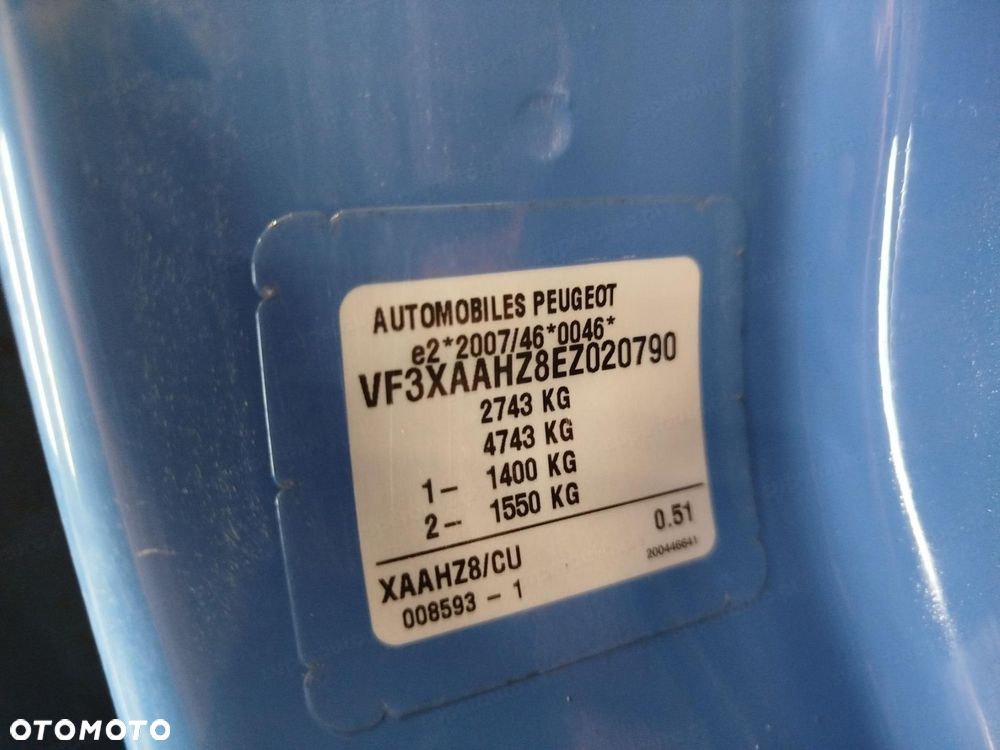 AUTOMOBILES PEUGEOT
e2*2007/46*0046*
VF3XAAHZ8EZ020790
2743 KG
4743 KG
1- 1400 KG
2- 1550 KG
XAAHZ8/CU 0.51
008593 - 1 200446641
OTOMOTO